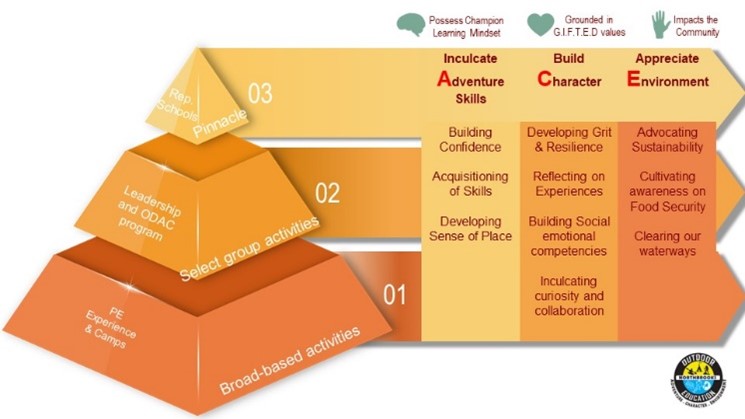 Possess Champion
Learning Mindset
Grounded in
G.I.F.T.E.D values
Impacts the
Community
Inculcate
Adventure
Skills
Build
Character
Appreciate
Environment
03
Rep.
Schools
Pinnacle
02
Leadership
and ODAC
program
Select group activities
01
PE
Experience
& Camps
Broad-based activities
Building
Confidence
Acquisitioning
of Skills
Developing
Sense of Place
Developing Grit
& Resilience
Reflecting on
Experiences
Building Social
emotional
competencies
Inculcating
curiosity and
collaboration
Advocating
Sustainability
Cultivating
awareness on
Food Security
Clearing our
waterways
OUTDOOR
NORTHBROOKS
EDUCATION
ADVENTURE - CHARACTER - ENVIRONMENT